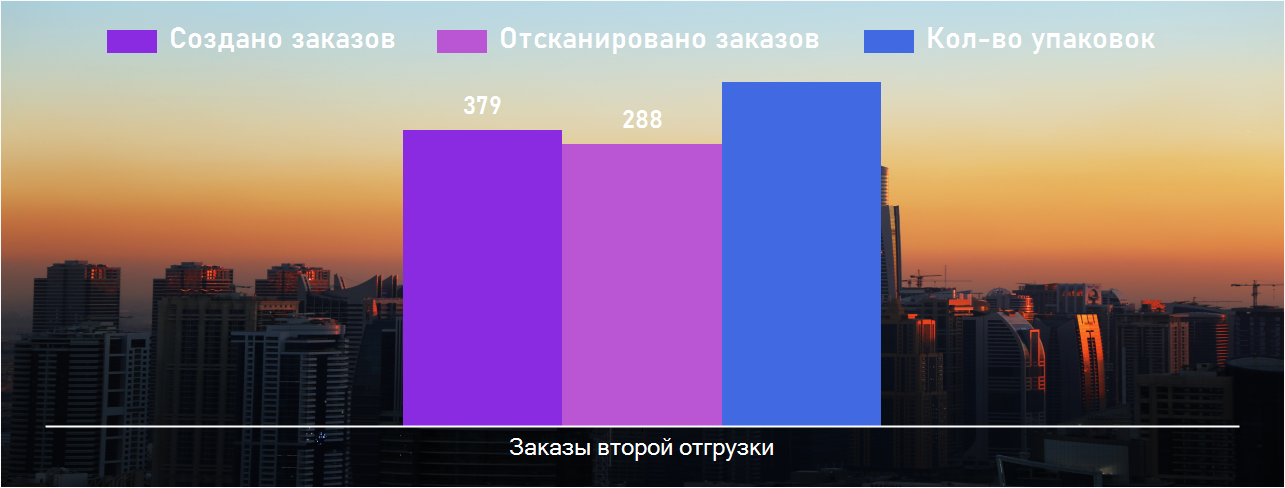 Создано заказов
Отсканировано заказов
Кол-во упаковок
379
288
Заказы второй отгрузки